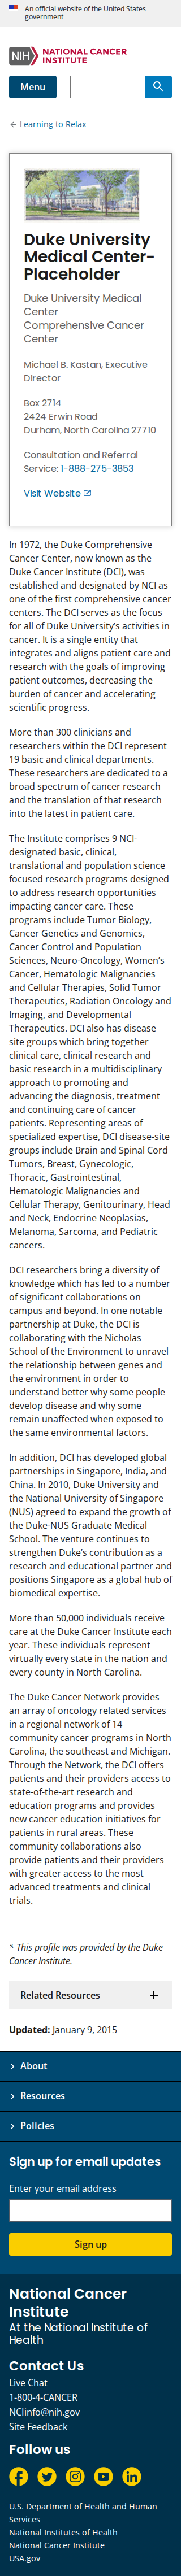 An official website of the United States
government
NIH NATIONAL CANCER
INSTITUTE
Menu
Learning to Relax
Duke University
Medical Center-
Placeholder
Duke University Medical
Center
Comprehensive Cancer
Center
Michael B. Kastan, Executive
Director
Box 2714
2424 Erwin Road
Durham, North Carolina 27710
Consultation and Referral
Service: 1-888-275-3853
Visit Website
In 1972, the Duke Comprehensive
Cancer Center, now known as the
Duke Cancer Institute (DCI), was
established and designated by NCI as
one of the first comprehensive cancer
centers. The DCI serves as the focus
for all of Duke University’s activities in
cancer. It is a single entity that
integrates and aligns patient care and
research with the goals of improving
patient outcomes, decreasing the
burden of cancer and accelerating
scientific progress.
More than 300 clinicians and
researchers within the DCI represent
19 basic and clinical departments.
These researchers are dedicated to a
broad spectrum of cancer research
and the translation of that research
into the latest in patient care.
The Institute comprises 9 NCI-
designated basic, clinical,
translational and population science
focused research programs designed
to address research opportunities
impacting cancer care. These
programs include Tumor Biology,
Cancer Genetics and Genomics,
Cancer Control and Population
Sciences, Neuro-Oncology, Women’s
Cancer, Hematologic Malignancies
and Cellular Therapies, Solid Tumor
Therapeutics, Radiation Oncology and
Imaging, and Developmental
Therapeutics. DCI also has disease
site groups which bring together
clinical care, clinical research and
basic research in a multidisciplinary
approach to promoting and
advancing the diagnosis, treatment
and continuing care of cancer
patients. Representing areas of
specialized expertise, DCI disease-site
groups include Brain and Spinal Cord
Tumors, Breast, Gynecologic,
Thoracic, Gastrointestinal,
Hematologic Malignancies and
Cellular Therapy, Genitourinary, Head
and Neck, Endocrine Neoplasias,
Melanoma, Sarcoma, and Pediatric
cancers.
DCI researchers bring a diversity of
knowledge which has led to a number
of significant collaborations on
campus and beyond. In one notable
partnership at Duke, the DCI is
collaborating with the Nicholas
School of the Environment to unravel
the relationship between genes and
the environment in order to
understand better why some people
develop disease and why some
remain unaffected when exposed to
the same environmental factors.
In addition, DCI has developed global
partnerships in Singapore, India, and
China. In 2010, Duke University and
the National University of Singapore
(NUS) agreed to expand the growth of
the Duke-NUS Graduate Medical
School. The venture continues to
strengthen Duke’s contribution as a
research and educational partner and
positions Singapore as a global hub of
biomedical expertise.
More than 50,000 individuals receive
care at the Duke Cancer Institute each
year. These individuals represent
virtually every state in the nation and
every county in North Carolina.
The Duke Cancer Network provides
an array of oncology related services
in a regional network of 14
community cancer programs in North
Carolina, the southeast and Michigan.
Through the Network, the DCI offers
patients and their providers access to
state-of-the-art research and
education programs and provides
new cancer education initiatives for
patients in rural areas. These
community collaborations also
provide patients and their providers
with greater access to the most
advanced treatments and clinical
trials.
* This profile was provided by the Duke
Cancer Institute.
Related Resources
Updated: January 9, 2015
About
Resources
Policies
Sign up for email updates
Enter your email address
Sign up
National Cancer
Institute
At the National Institute of
Health
Contact Us
Live Chat
1-800-4-CANCER
NCIinfo@nih.gov
Site Feedback
Follow us
U.S. Department of Health and Human
Services
National Institutes of Health
National Cancer Institute
USA.gov